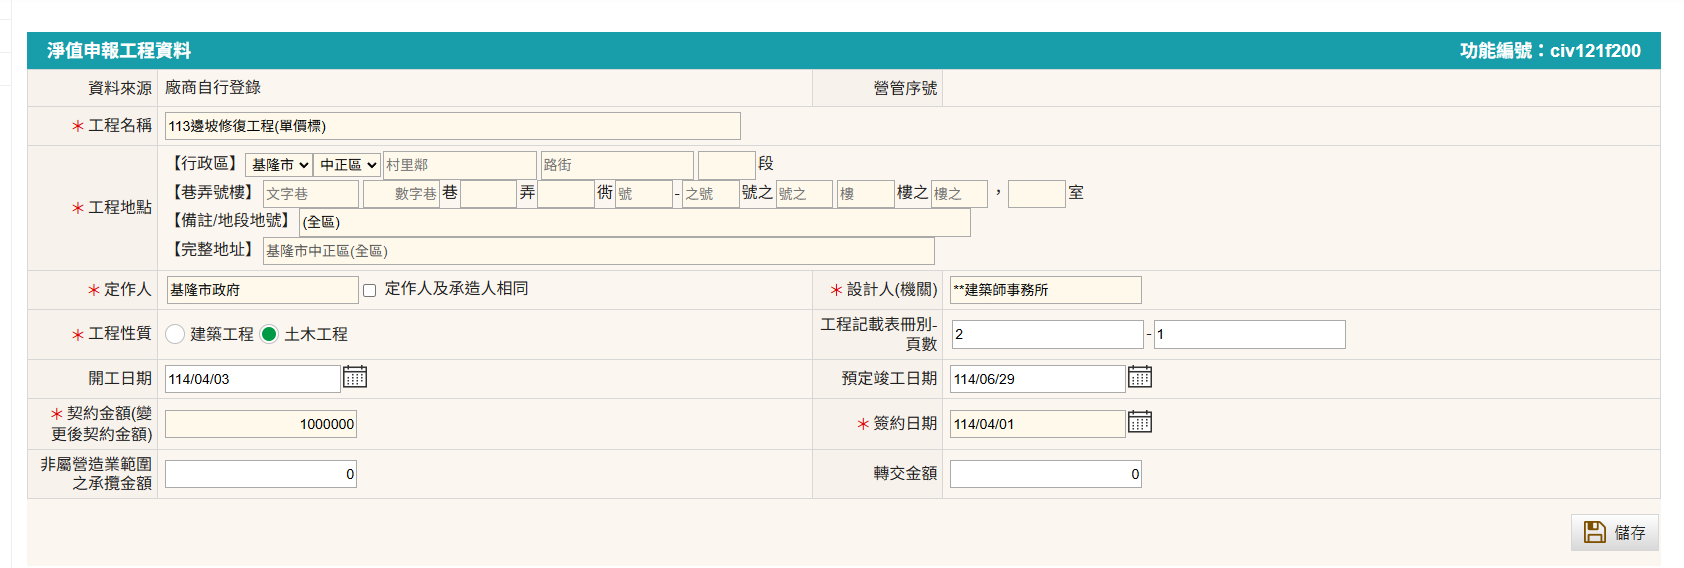 淨值申報工程資料 功能編號：civ121f200
資料來源 廠商自行登錄 營管序號
＊工程名稱 113邊坡修復工程(單價標)
＊工程地點
【行政區】 基隆市 中正區 村里鄰 路街 段
【巷弄號樓】 文字巷 數字巷 巷 弄 衖 號 - 之號 號之 號之 樓 樓之 樓之 ， 室
【備註/地段地號】 (全區)
【完整地址】 基隆市中正區(全區)
＊定作人 基隆市政府 定作人及承造人相同 ＊設計人(機關) **建築師事務所
＊工程性質 建築工程 土木工程 工程記載表冊別-
頁數 2 - 1
開工日期 114/04/03 預定竣工日期 114/06/29
＊契約金額(變
更後契約金額) 1000000 ＊簽約日期 114/04/01
非屬營造業範圍
之承攬金額 0 轉交金額 0
儲存